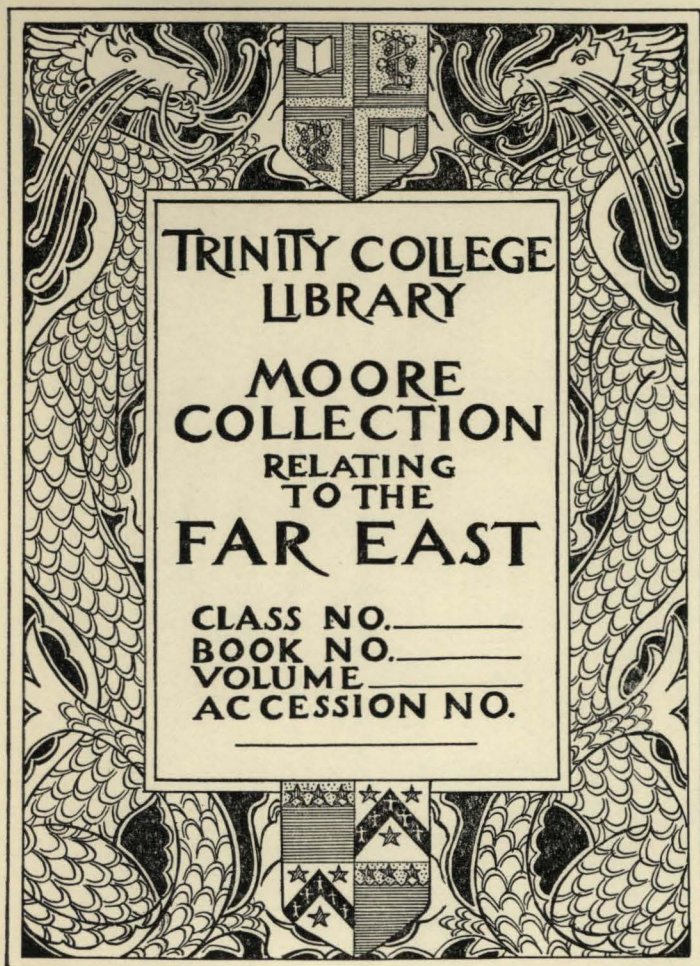 TRINITY COLLEGE
LIBRARY
MOORE
COLLECTION
RELATING
TO THE
FAR EAST
CLASS NO.
BOOK NO.
VOLUME
ACCESSION NO.